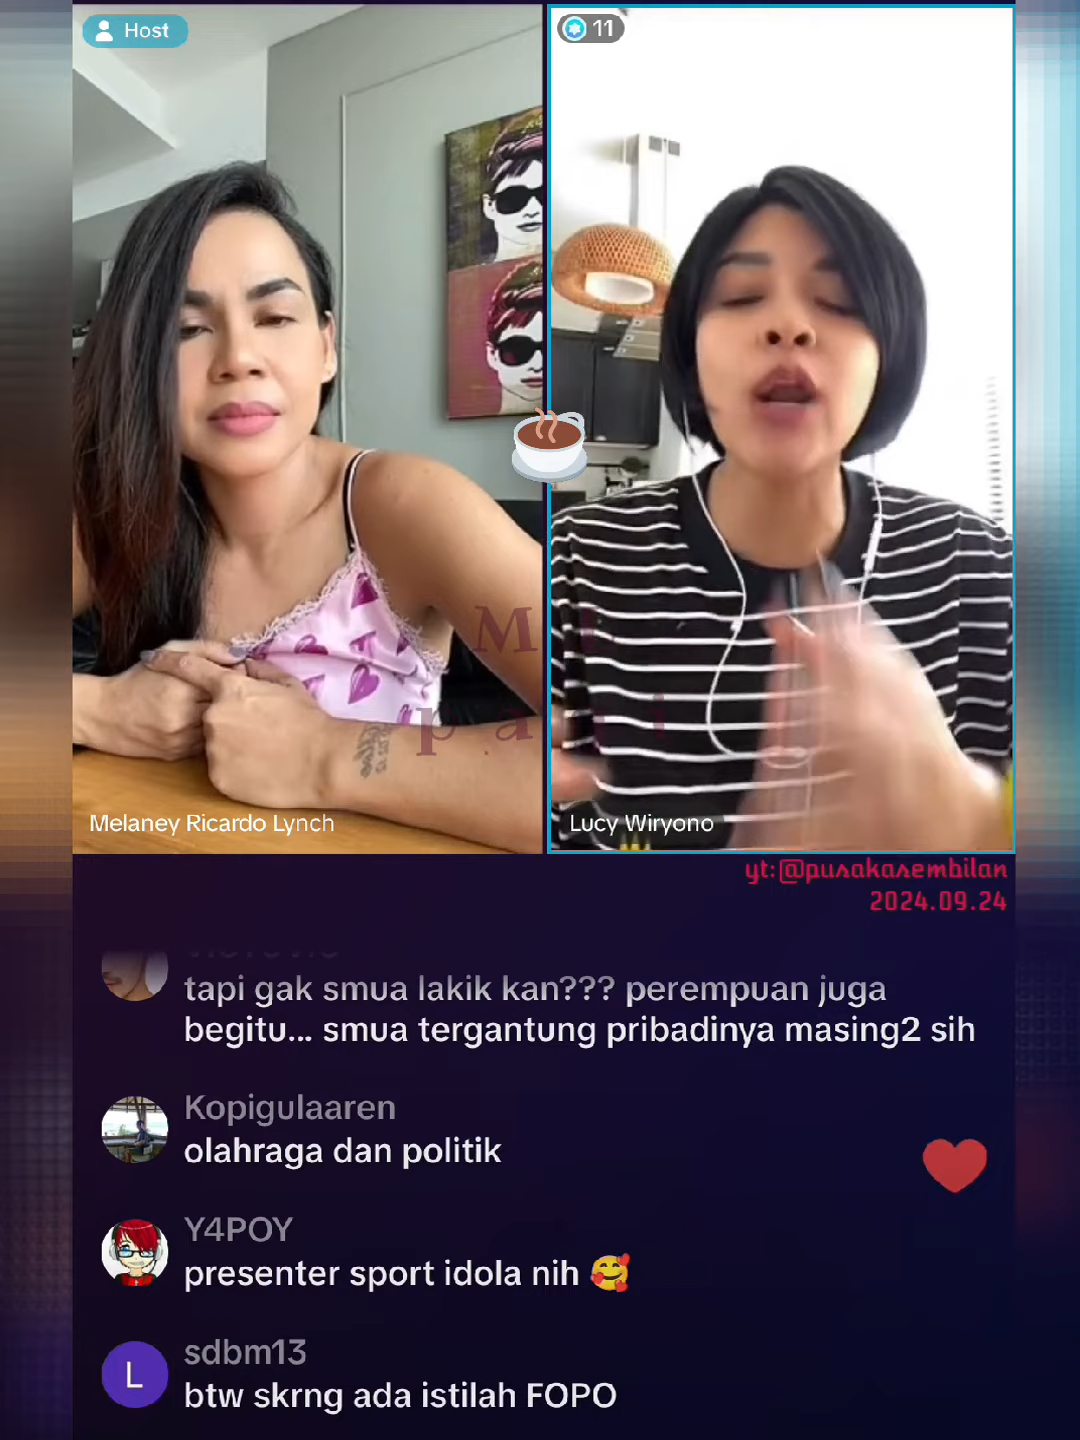 Host
11
Melaney Ricardo Lynch
Lucy Wiryono
yt:@pusakasembilan
2024.09.24
tapi gak smua lakik kan??? perempuan juga
begitu... smua tergantung pribadinya masing2 sih
Kopigulaaren
olahraga dan politik
Y4POY
presenter sport idola nih 🥰
L
sdbm13
btw skrng ada istilah FOPO